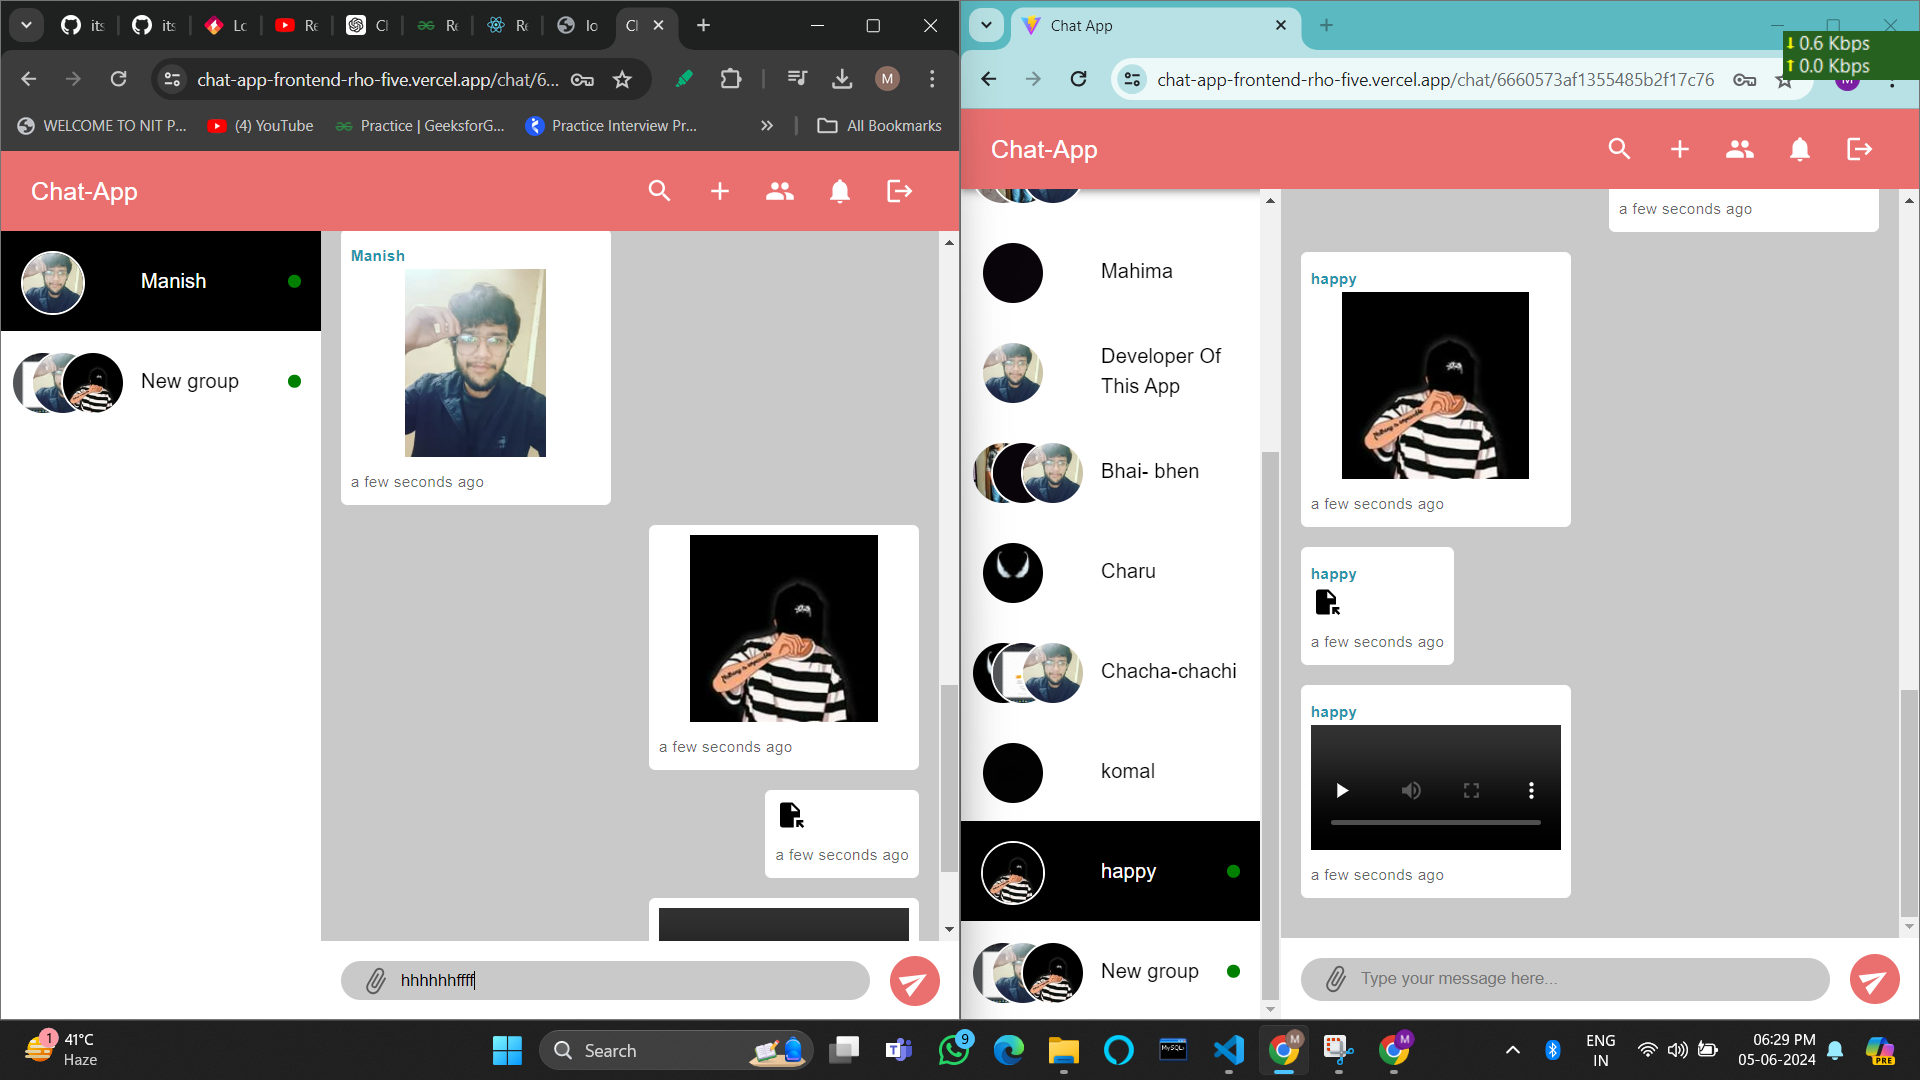 its
its
Lo
Re
Cl
Re
Re
lo
Cl
chat-app-frontend-rho-five.vercel.app/chat/6...
M
WELCOME TO NIT P...
(4) YouTube
Practice | GeeksforG...
Practice Interview Pr...
All Bookmarks
Chat-App
Manish
New group
Manish
a few seconds ago
a few seconds ago
a few seconds ago
hhhhhhffff
Chat App
0.6 Kbps
0.0 Kbps
chat-app-frontend-rho-five.vercel.app/chat/6660573af1355485b2f17c76
Chat-App
Mahima
Developer Of
This App
Bhai- bhen
Charu
Chacha-chachi
komal
happy
New group
a few seconds ago
happy
a few seconds ago
happy
a few seconds ago
happy
a few seconds ago
Type your message here...
1
41°C
Haze
Search
9
MySQL
M
M
ENG
IN
06:29 PM
05-06-2024
PRE